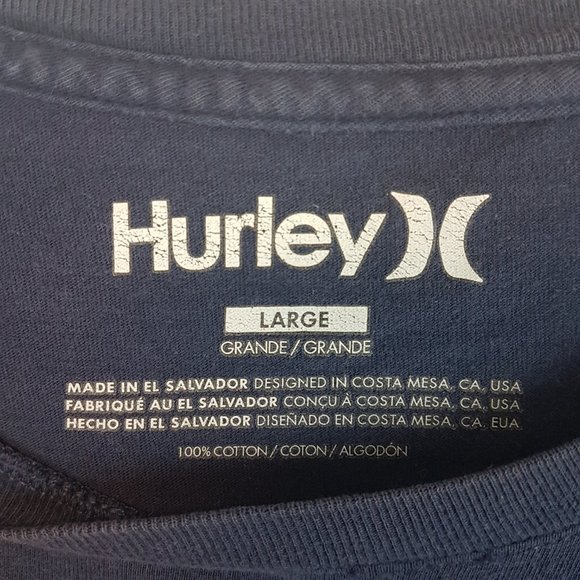 Hurley
LARGE
GRANDE / GRANDE
MADE IN EL SALVADOR DESIGNED IN COSTA MESA, CA, USA
FABRIQUÉ AU EL SALVADOR CONÇU À COSTA MESA, CA, USA
HECHO EN EL SALVADOR DISEÑADO EN COSTA MESA, CA, EUA
100% COTTON / COTON / ALGODÓN